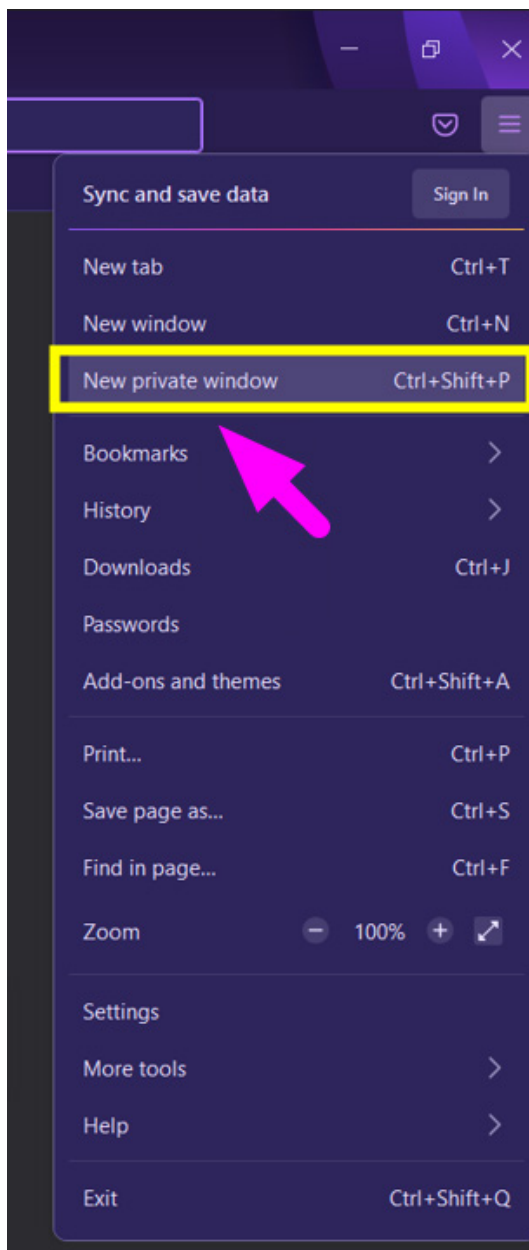 Sync and save data Sign In
New tab Ctrl+T
New window Ctrl+N
New private window Ctrl+Shift+P
Bookmarks
History
Downloads Ctrl+J
Passwords
Add-ons and themes Ctrl+Shift+A
Print... Ctrl+P
Save page as... Ctrl+S
Find in page... Ctrl+F
Zoom 100%
Settings
More tools
Help
Exit Ctrl+Shift+Q